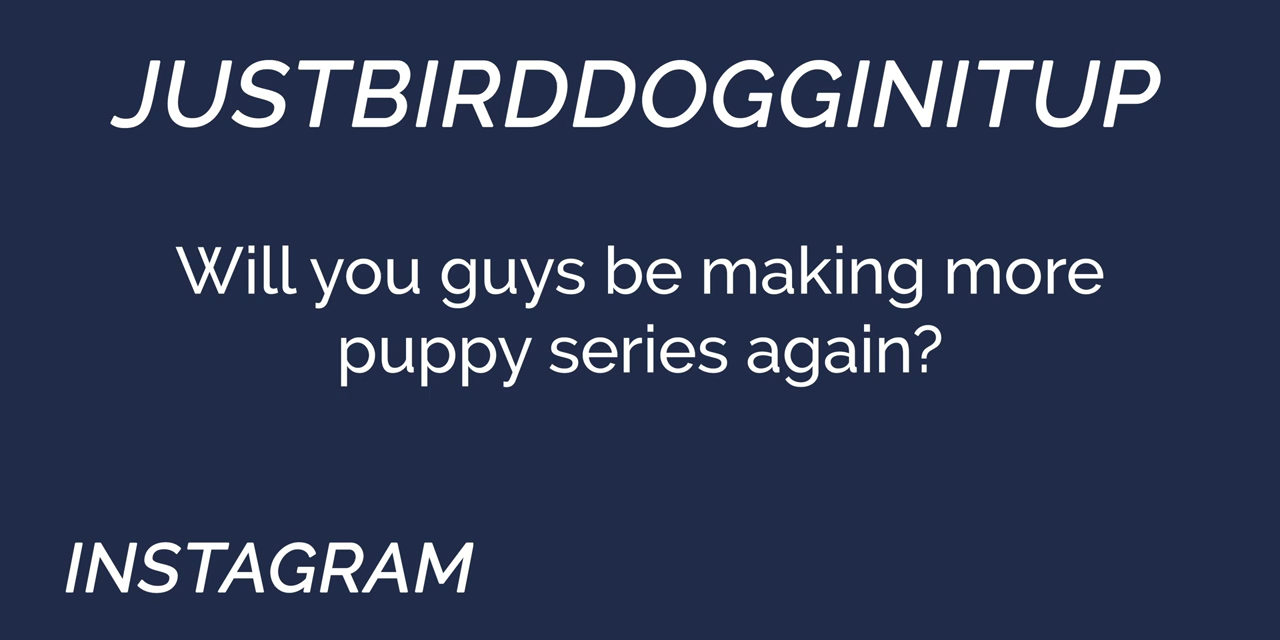 JUSTBIRDDOGGINITUP
Will you guys be making more
puppy series again?
INSTAGRAM